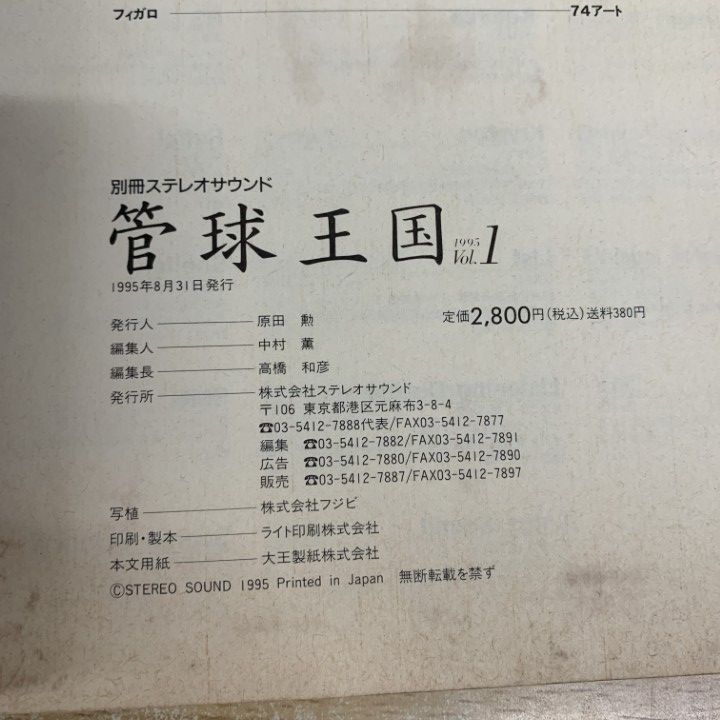 フィガロ 74アート
別冊ステレオサウンド
管球王国 1995 Vol.1
1995年8月31日発行
発行人 原田 勲
定価2,800円(税込)送料380円
編集人 中村 薫
編集長 高橋 和彦
発行所 株式会社ステレオサウンド
〒106 東京都港区元麻布3-8-4
☎03-5412-7888代表/FAX03-5412-7877
編集 ☎03-5412-7882/FAX03-5412-7891
広告 ☎03-5412-7880/FAX03-5412-7890
販売 ☎03-5412-7887/FAX03-5412-7897
写植 株式会社フジビ
印刷・製本 ライト印刷株式会社
本文用紙 大王製紙株式会社
©STEREO SOUND 1995 Printed in Japan 無断転載を禁ず